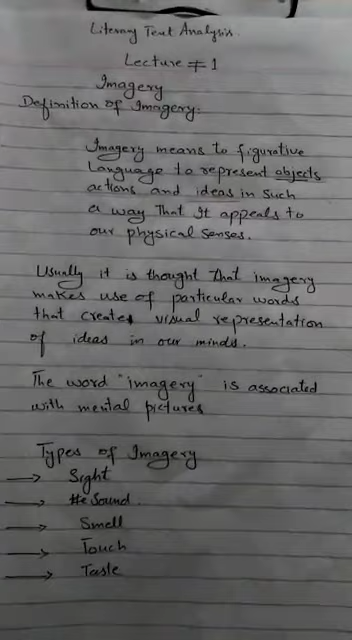 Literary Text Analysis.
Lecture # 1
Imagery
Definition of Imagery:
Imagery means to figurative
Language to represent objects
actions and ideas in such
a way That It appeals to
our physical senses.
Usually it is thought That imagery
makes use of particular words
that create visual representation
of ideas in our minds.
The word "imagery" is associated
with mental pictures
Types of Imagery
→ Sight
→ Sound.
→ Smell
→ Touch
→ Taste